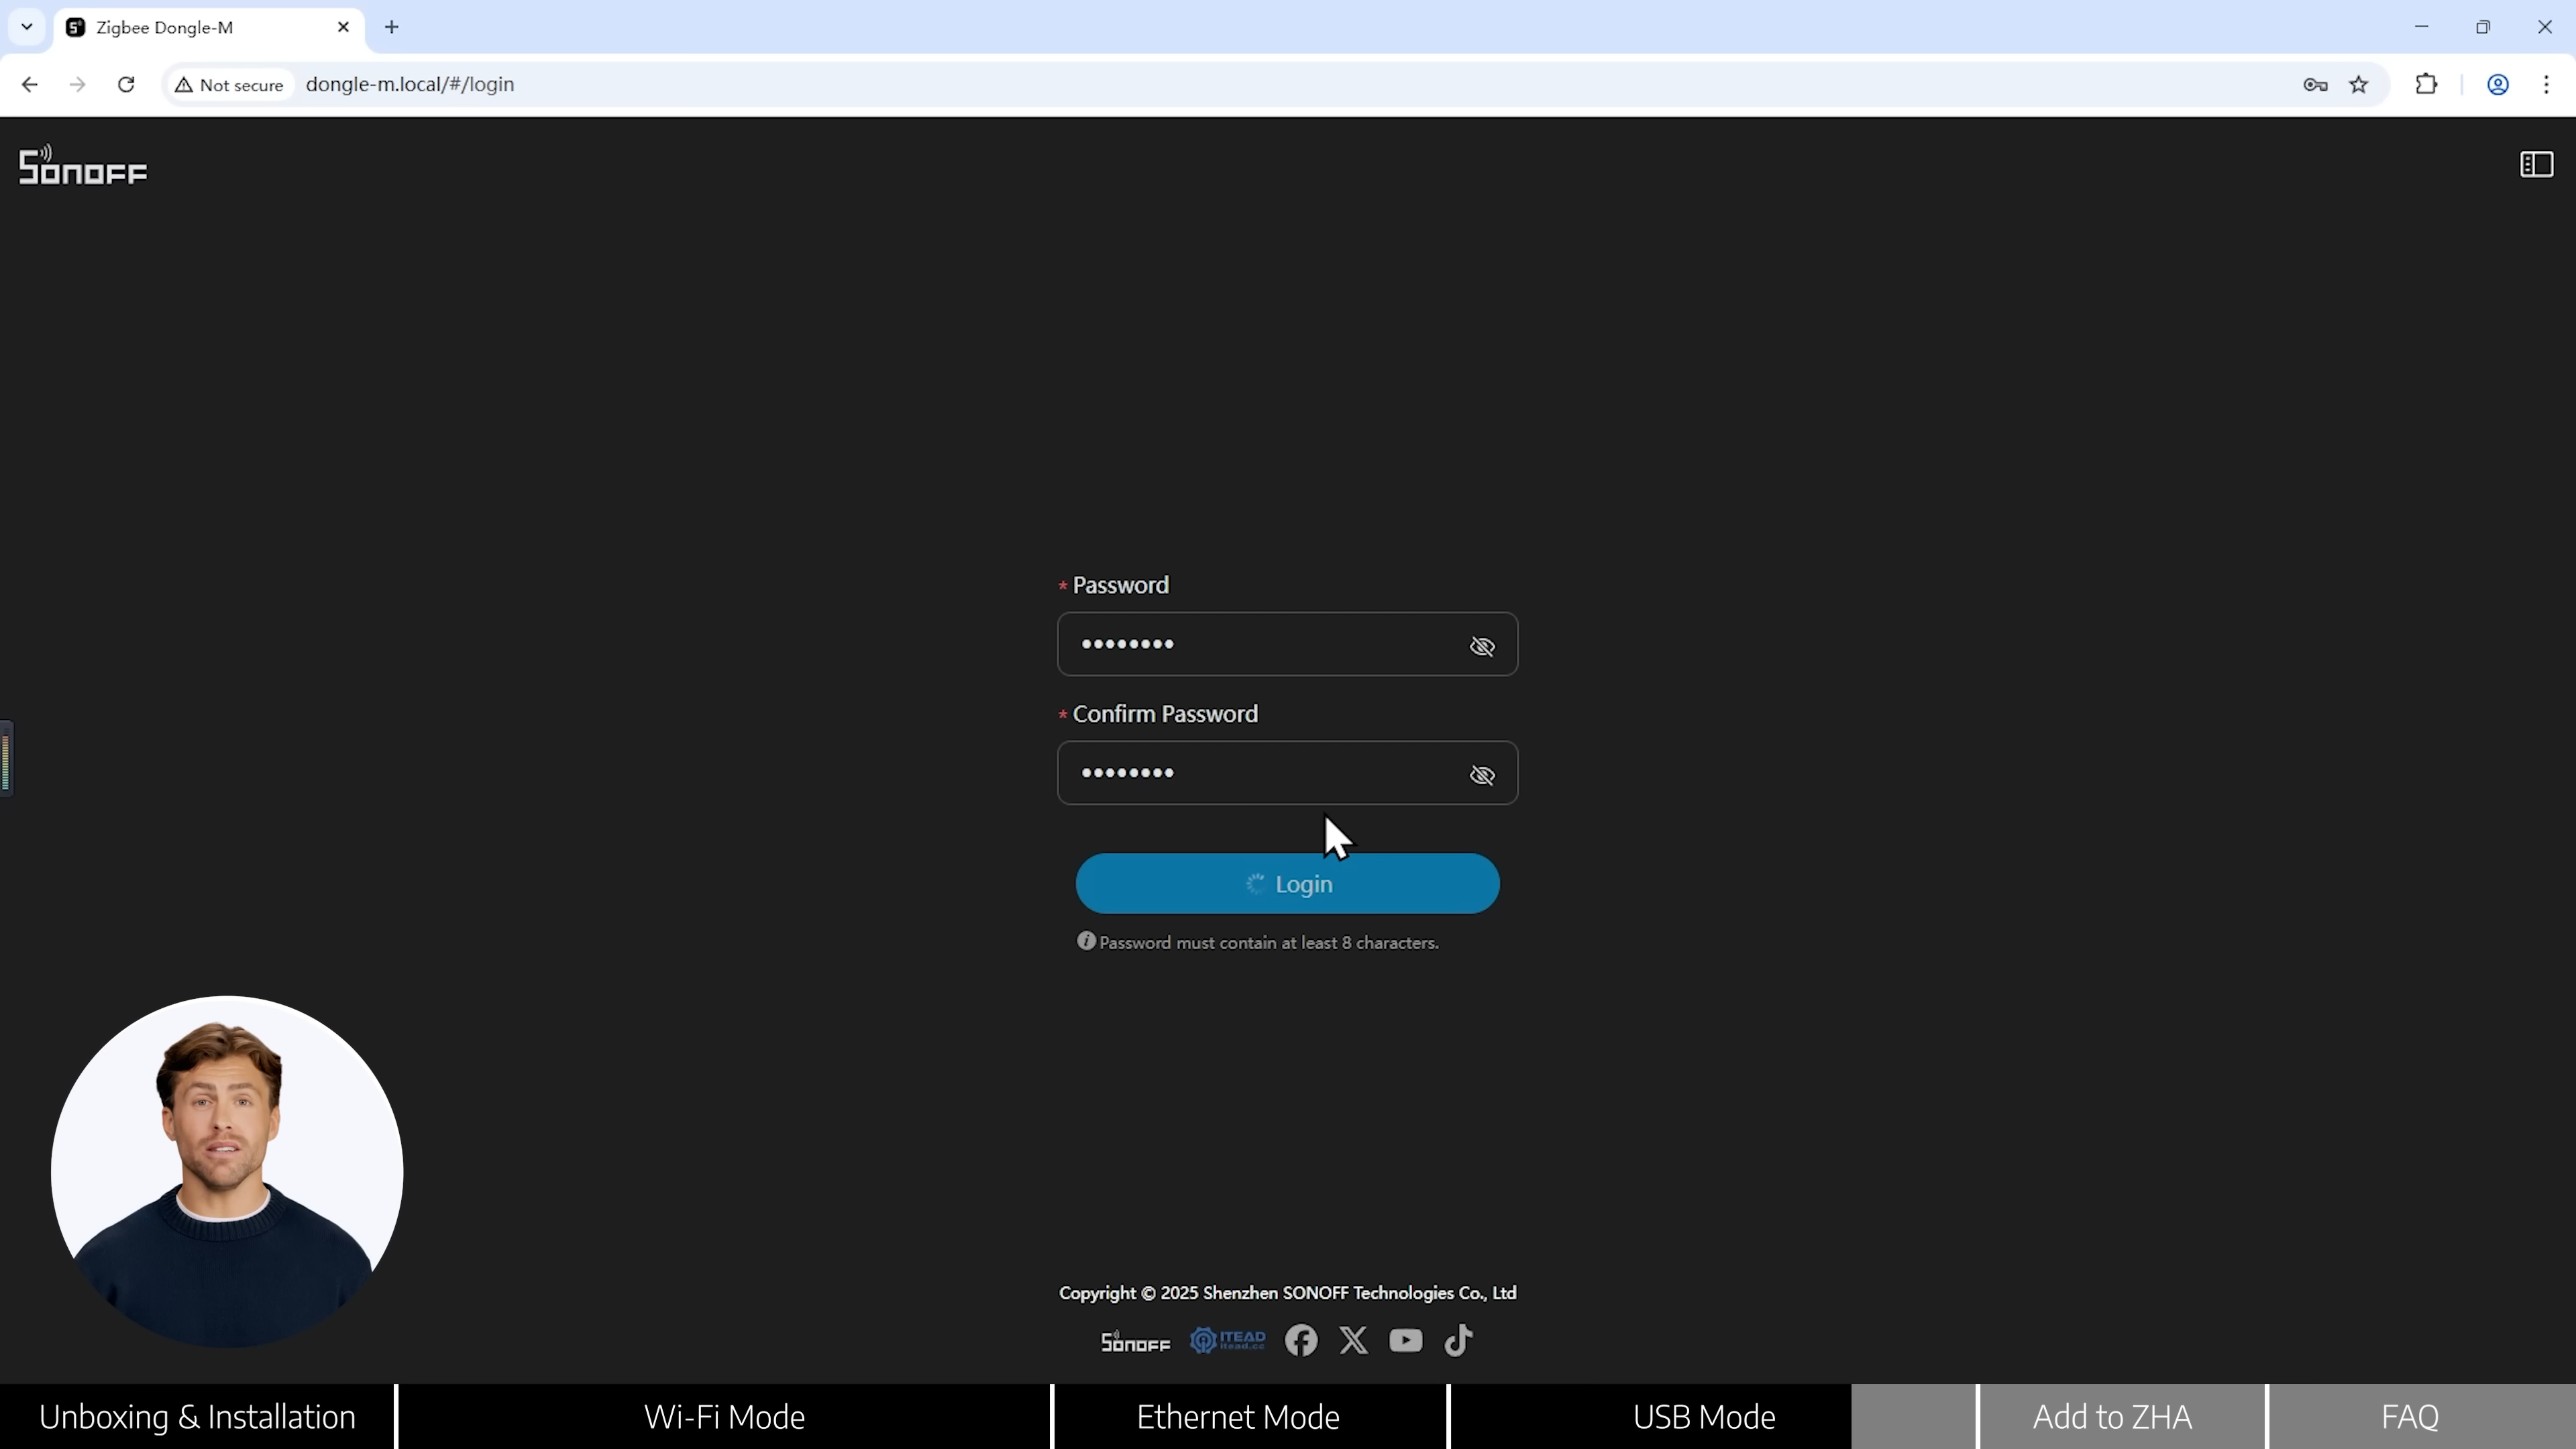 Zigbee Dongle-M
Not secure
dongle-m.local/#/login
SONOFF
* Password
••••••••
* Confirm Password
••••••••
Login
Password must contain at least 8 characters.
Copyright © 2025 Shenzhen SONOFF Technologies Co., Ltd
SONOFF
ITEAD
itead.cc
Unboxing & Installation
Wi-Fi Mode
Ethernet Mode
USB Mode
Add to ZHA
FAQ